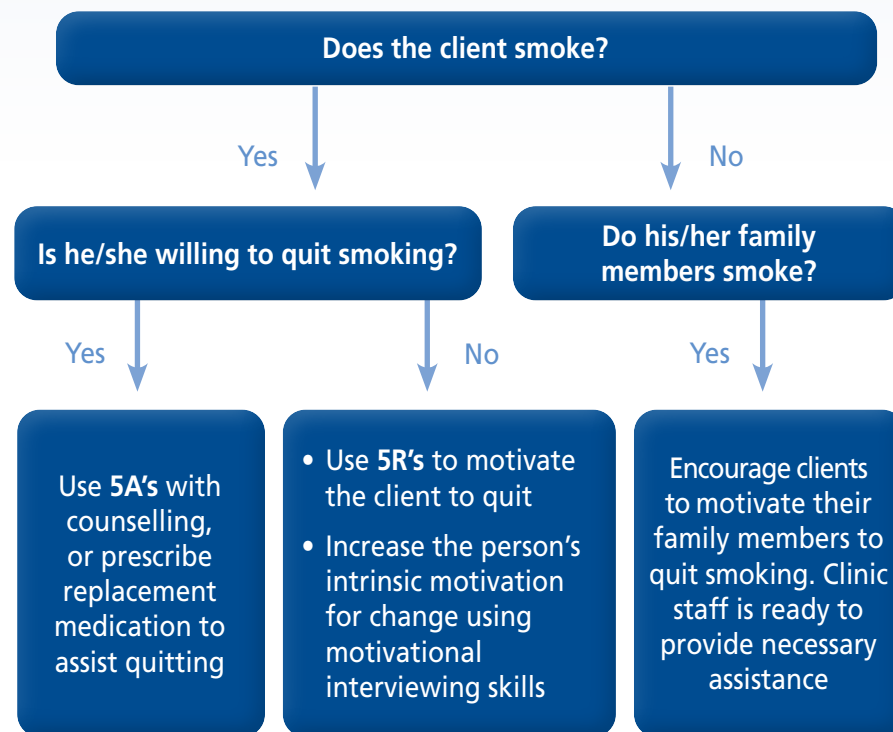 Does the client smoke?
Yes
No
Is he/she willing to quit smoking?
Do his/her family
members smoke?
Yes
No
Yes
Use 5A's with
counselling,
or prescribe
replacement
medication to
assist quitting
• Use 5R's to motivate
the client to quit
• Increase the person's
intrinsic motivation
for change using
motivational
interviewing skills
Encourage clients
to motivate their
family members to
quit smoking. Clinic
staff is ready to
provide necessary
assistance